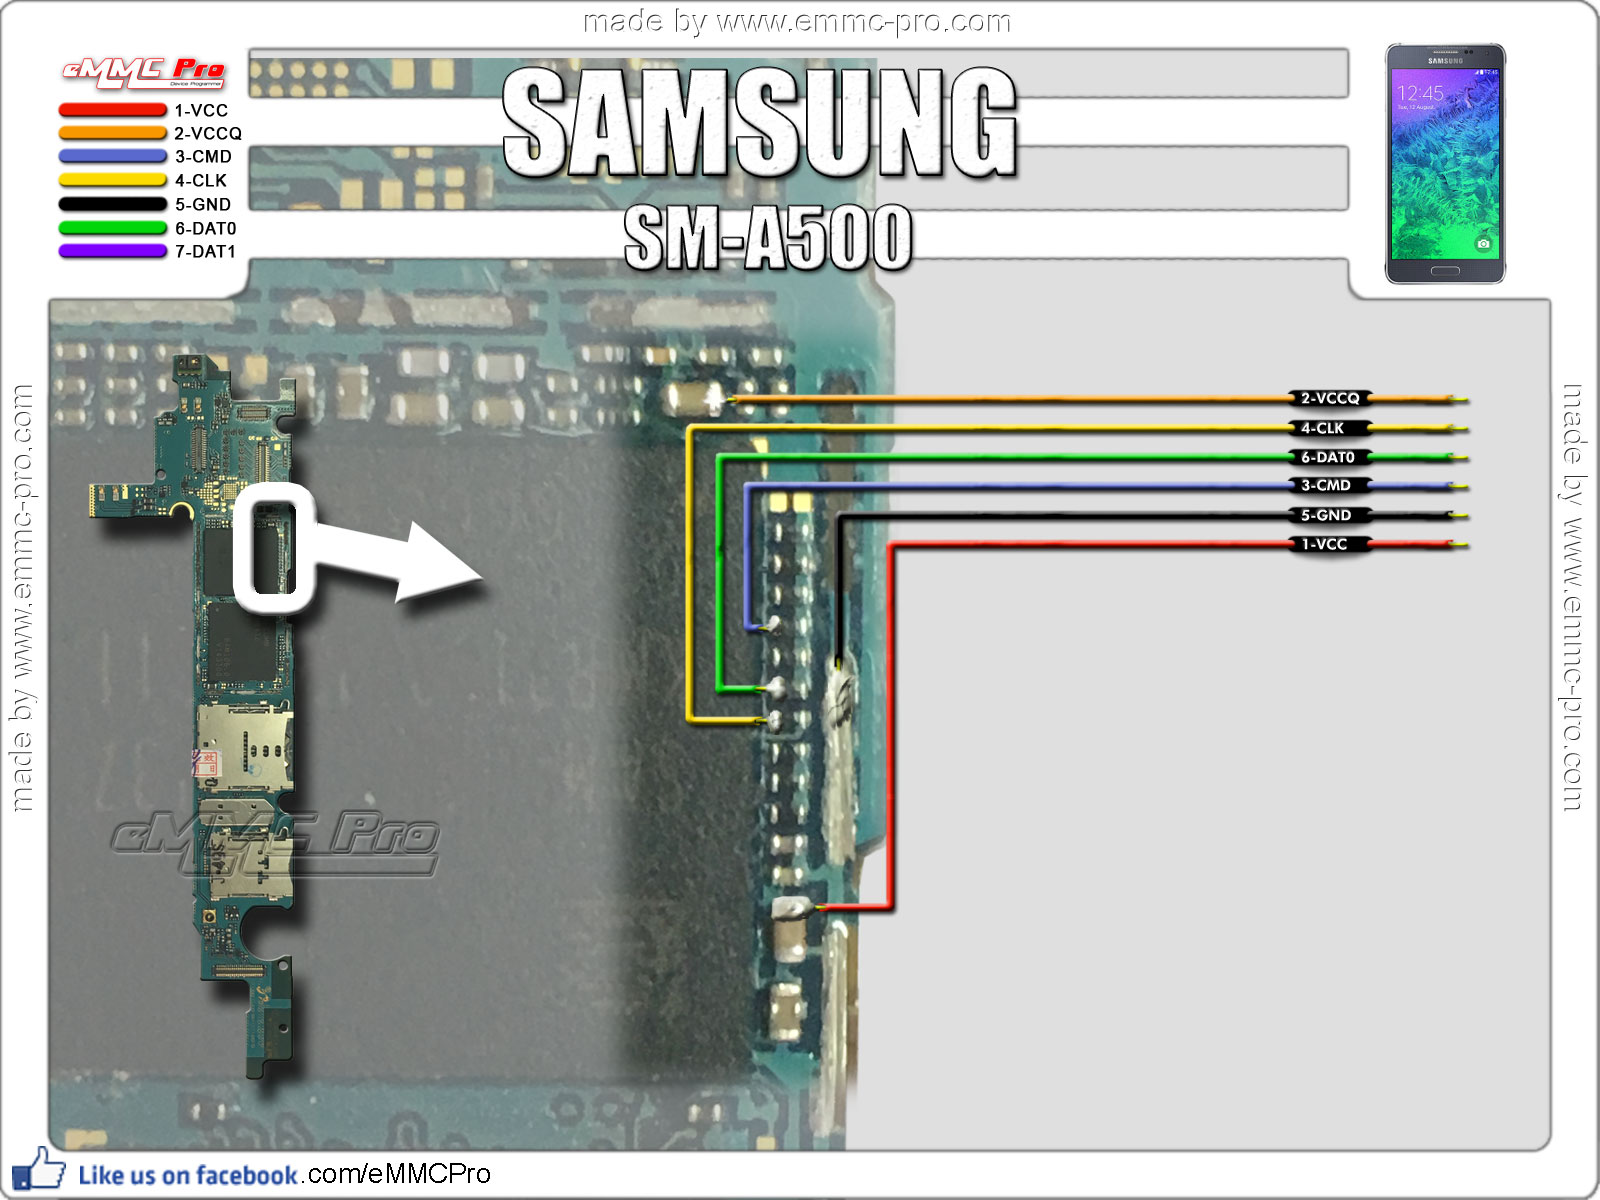 made by www.emmc-pro.com
eMMC Pro
Device Programmer
1-VCC
2-VCCQ
3-CMD
4-CLK
5-GND
6-DAT0
7-DAT1
SAMSUNG
SM-A500
SAMSUNG
12:45
Tue, 12 August
2-VCCQ
4-CLK
6-DAT0
3-CMD
5-GND
1-VCC
made by www.emmc-pro.com
made by www.emmc-pro.com
eMMC Pro
Like us on facebook.com/eMMCPro